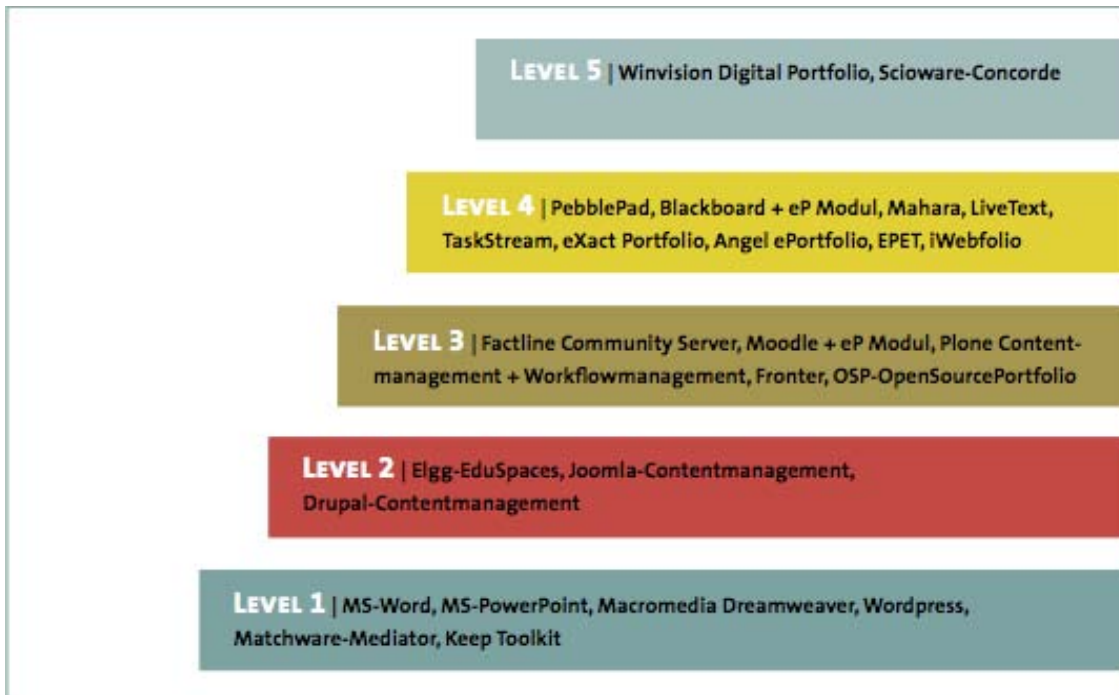 LEVEL 5 | Winvision Digital Portfolio, Scioware-Concorde
LEVEL 4 | PebblePad, Blackboard + eP Modul, Mahara, LiveText,
TaskStream, eXact Portfolio, Angel ePortfolio, EPET, iWebfolio
LEVEL 3 | Factline Community Server, Moodle + eP Modul, Plone Content-
management + Workflowmanagement, Fronter, OSP-OpenSourcePortfolio
LEVEL 2 | Elgg-EduSpaces, Joomla-Contentmanagement,
Drupal-Contentmanagement
LEVEL 1 | MS-Word, MS-PowerPoint, Macromedia Dreamweaver, Wordpress,
Matchware-Mediator, Keep Toolkit